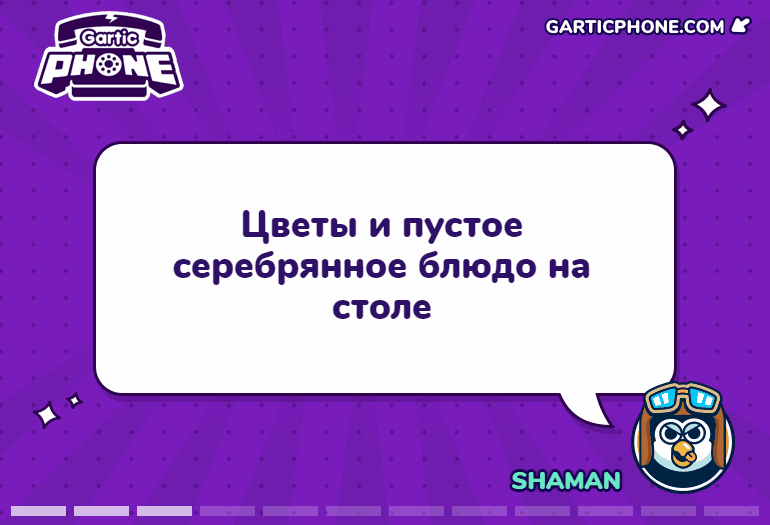 Gartic
PHONE
GARTICPHONE.COM
Цветы и пустое
серебрянное блюдо на
столе
SHAMAN